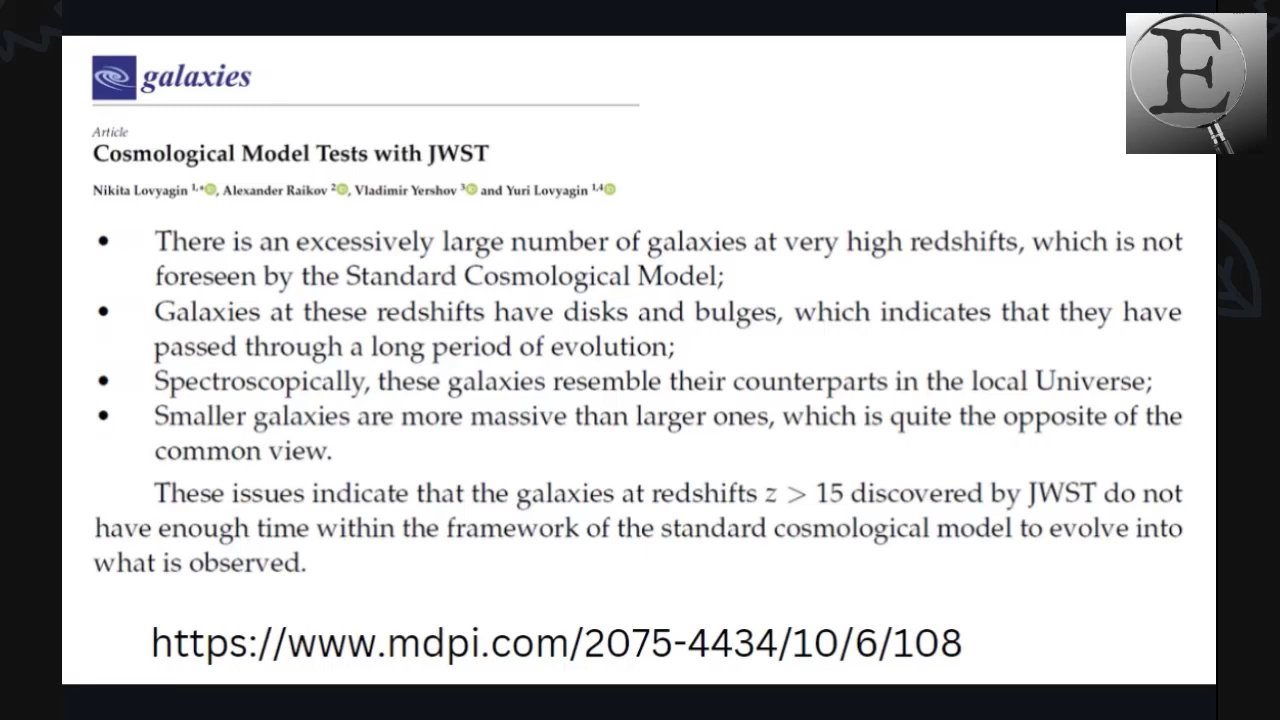 E
galaxies
Article
Cosmological Model Tests with JWST
Nikita Lovyagin 1,*, Alexander Raikov 2, Vladimir Yershov 3 and Yuri Lovyagin 1,4
• There is an excessively large number of galaxies at very high redshifts, which is not
foreseen by the Standard Cosmological Model;
• Galaxies at these redshifts have disks and bulges, which indicates that they have
passed through a long period of evolution;
• Spectroscopically, these galaxies resemble their counterparts in the local Universe;
• Smaller galaxies are more massive than larger ones, which is quite the opposite of the
common view.
These issues indicate that the galaxies at redshifts z > 15 discovered by JWST do not
have enough time within the framework of the standard cosmological model to evolve into
what is observed.
https://www.mdpi.com/2075-4434/10/6/108